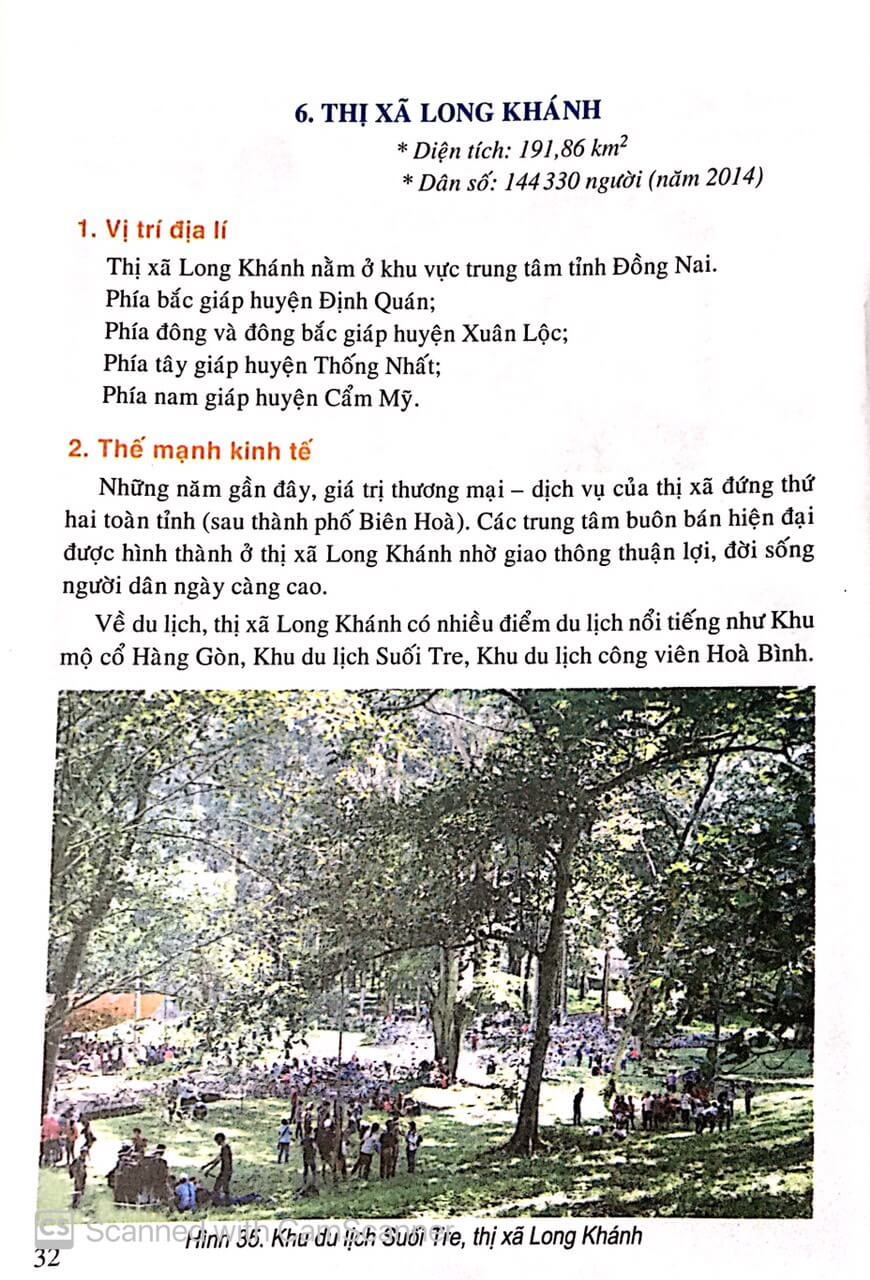 6. THỊ XÃ LONG KHÁNH
* Diện tích: 191,86 km²
* Dân số: 144 330 người (năm 2014)
1. Vị trí địa lí
Thị xã Long Khánh nằm ở khu vực trung tâm tỉnh Đồng Nai.
Phía bắc giáp huyện Định Quán;
Phía đông và đông bắc giáp huyện Xuân Lộc;
Phía tây giáp huyện Thống Nhất;
Phía nam giáp huyện Cẩm Mỹ.
2. Thế mạnh kinh tế
Những năm gần đây, giá trị thương mại – dịch vụ của thị xã đứng thứ
hai toàn tỉnh (sau thành phố Biên Hoà). Các trung tâm buôn bán hiện đại
được hình thành ở thị xã Long Khánh nhờ giao thông thuận lợi, đời sống
người dân ngày càng cao.
Về du lịch, thị xã Long Khánh có nhiều điểm du lịch nổi tiếng như Khu
mộ cổ Hàng Gòn, Khu du lịch Suối Tre, Khu du lịch công viên Hoà Bình.
CS Scanned with CamScanner
Hình 35. Khu du lịch Suối Tre, thị xã Long Khánh
32